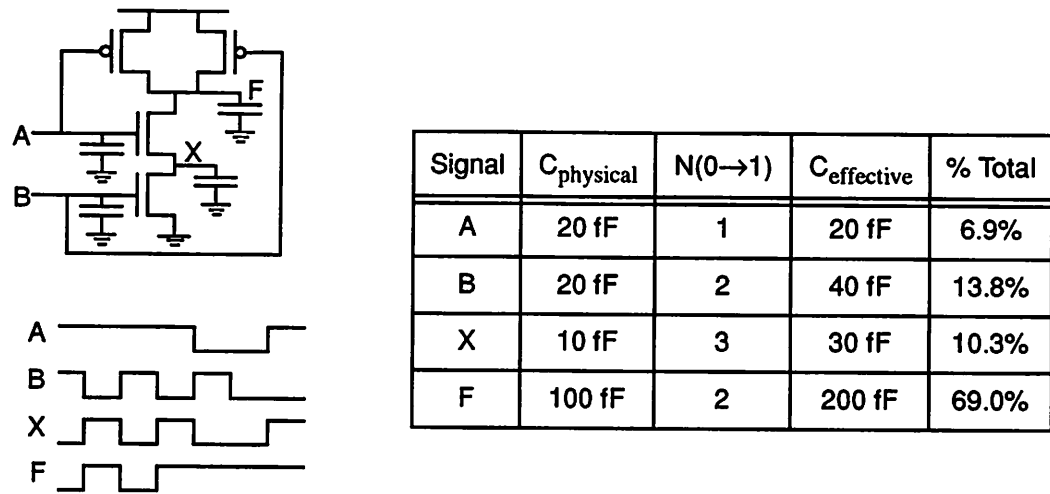 F
A
X
B
A
B
X
F
Signal C_physical N(0→1) C_effective % Total
A 20 fF 1 20 fF 6.9%
B 20 fF 2 40 fF 13.8%
X 10 fF 3 30 fF 10.3%
F 100 fF 2 200 fF 69.0%